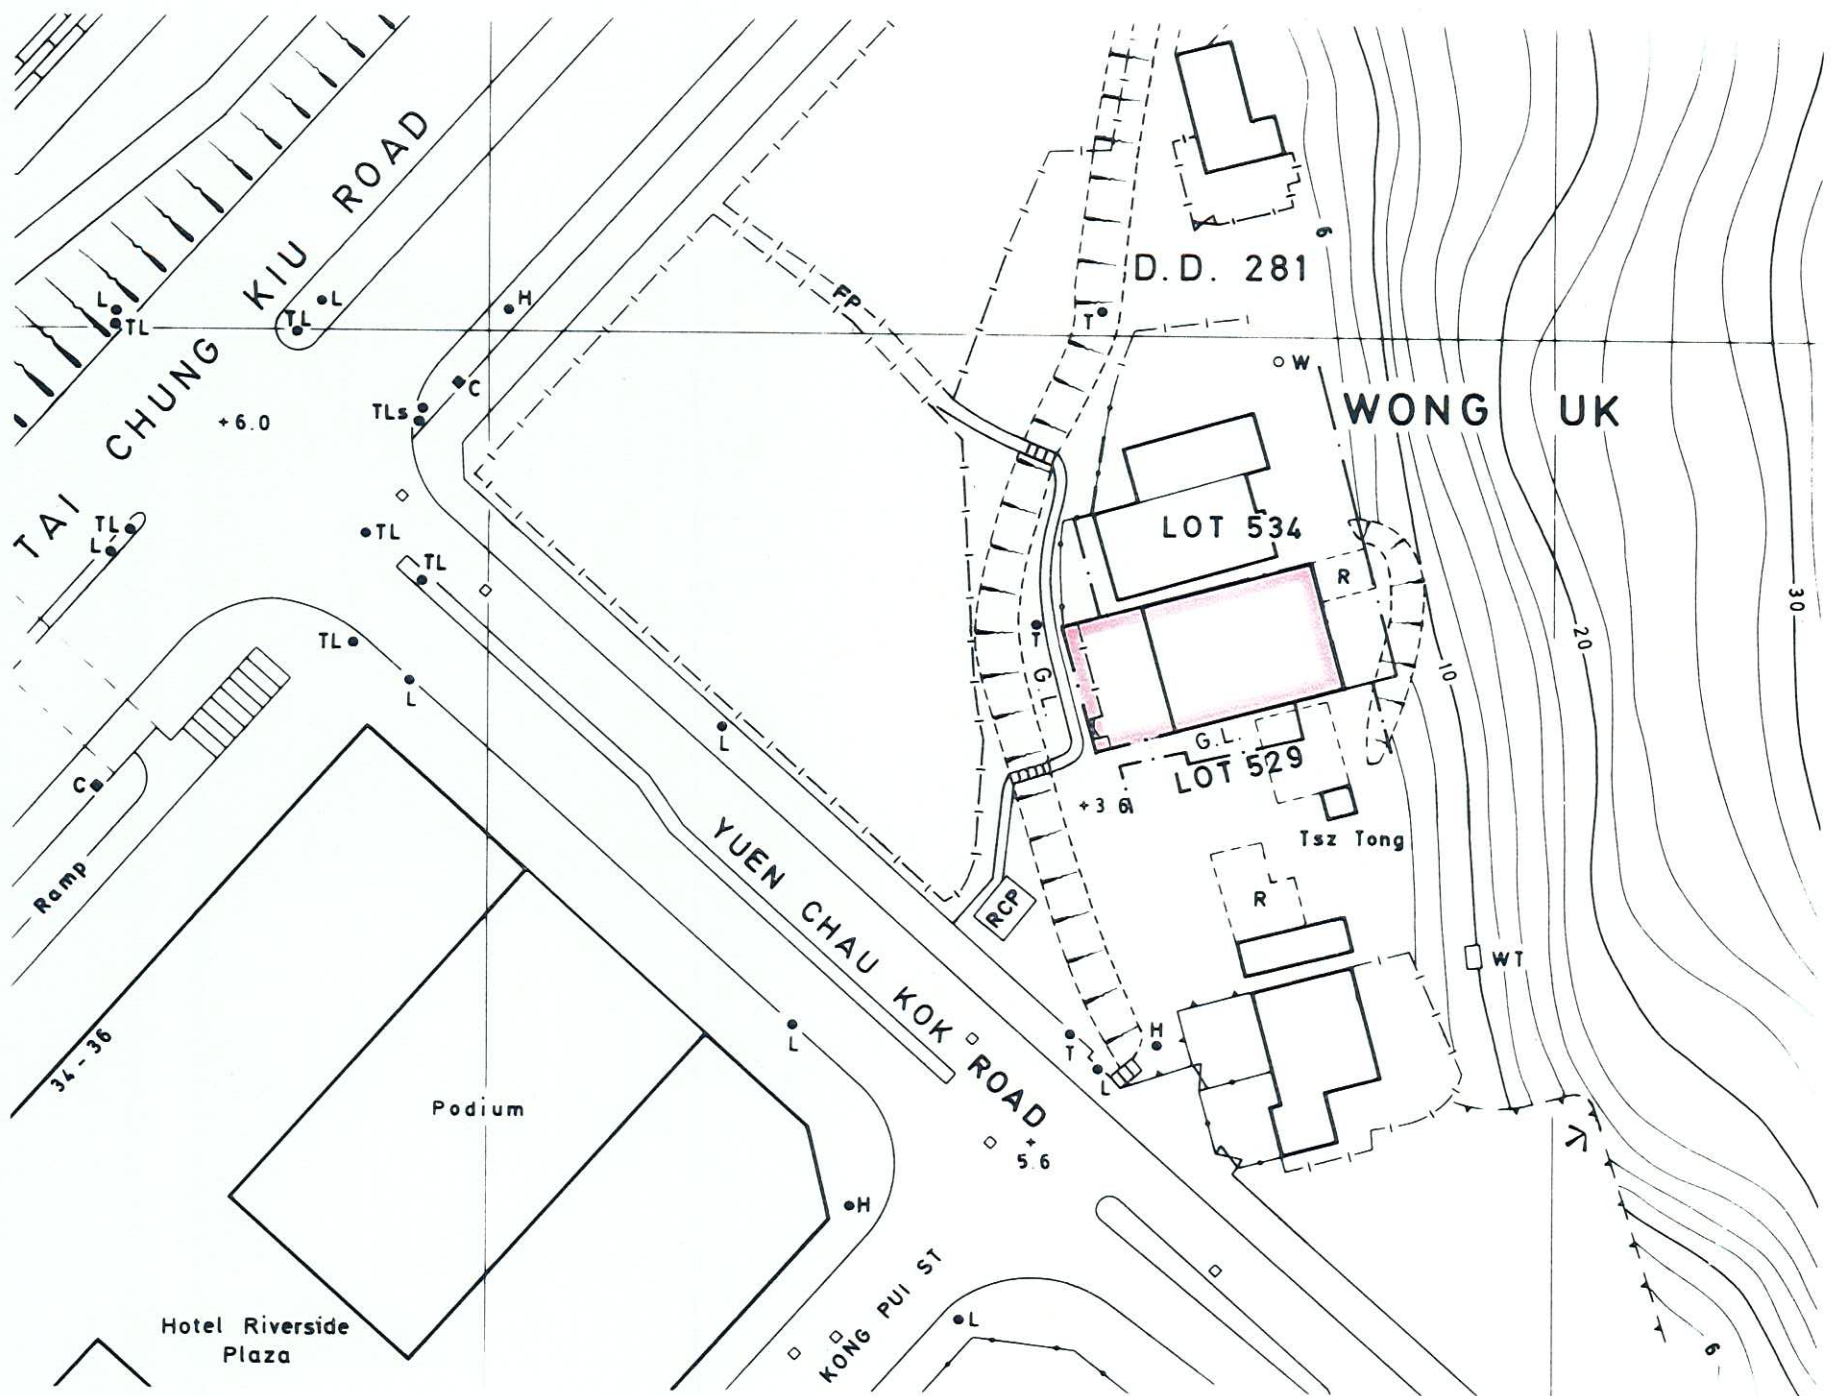 TAI CHUNG KIU ROAD
L
TL
TL
L
H
FP
T
D.D. 281
6
W
WONG UK
C
TLs
+6.0
TL
L
TL
TL
TL
L
L
LOT 534
R
T
G.L.
G.L.
LOT 529
+3 6
10
20
30
C
Ramp
34-36
YUEN CHAU KOK ROAD
Tsz Tong
R
RCP
WT
L
T
H
L
Podium
+
5.6
H
Hotel Riverside
Plaza
KONG PUI ST
L
6